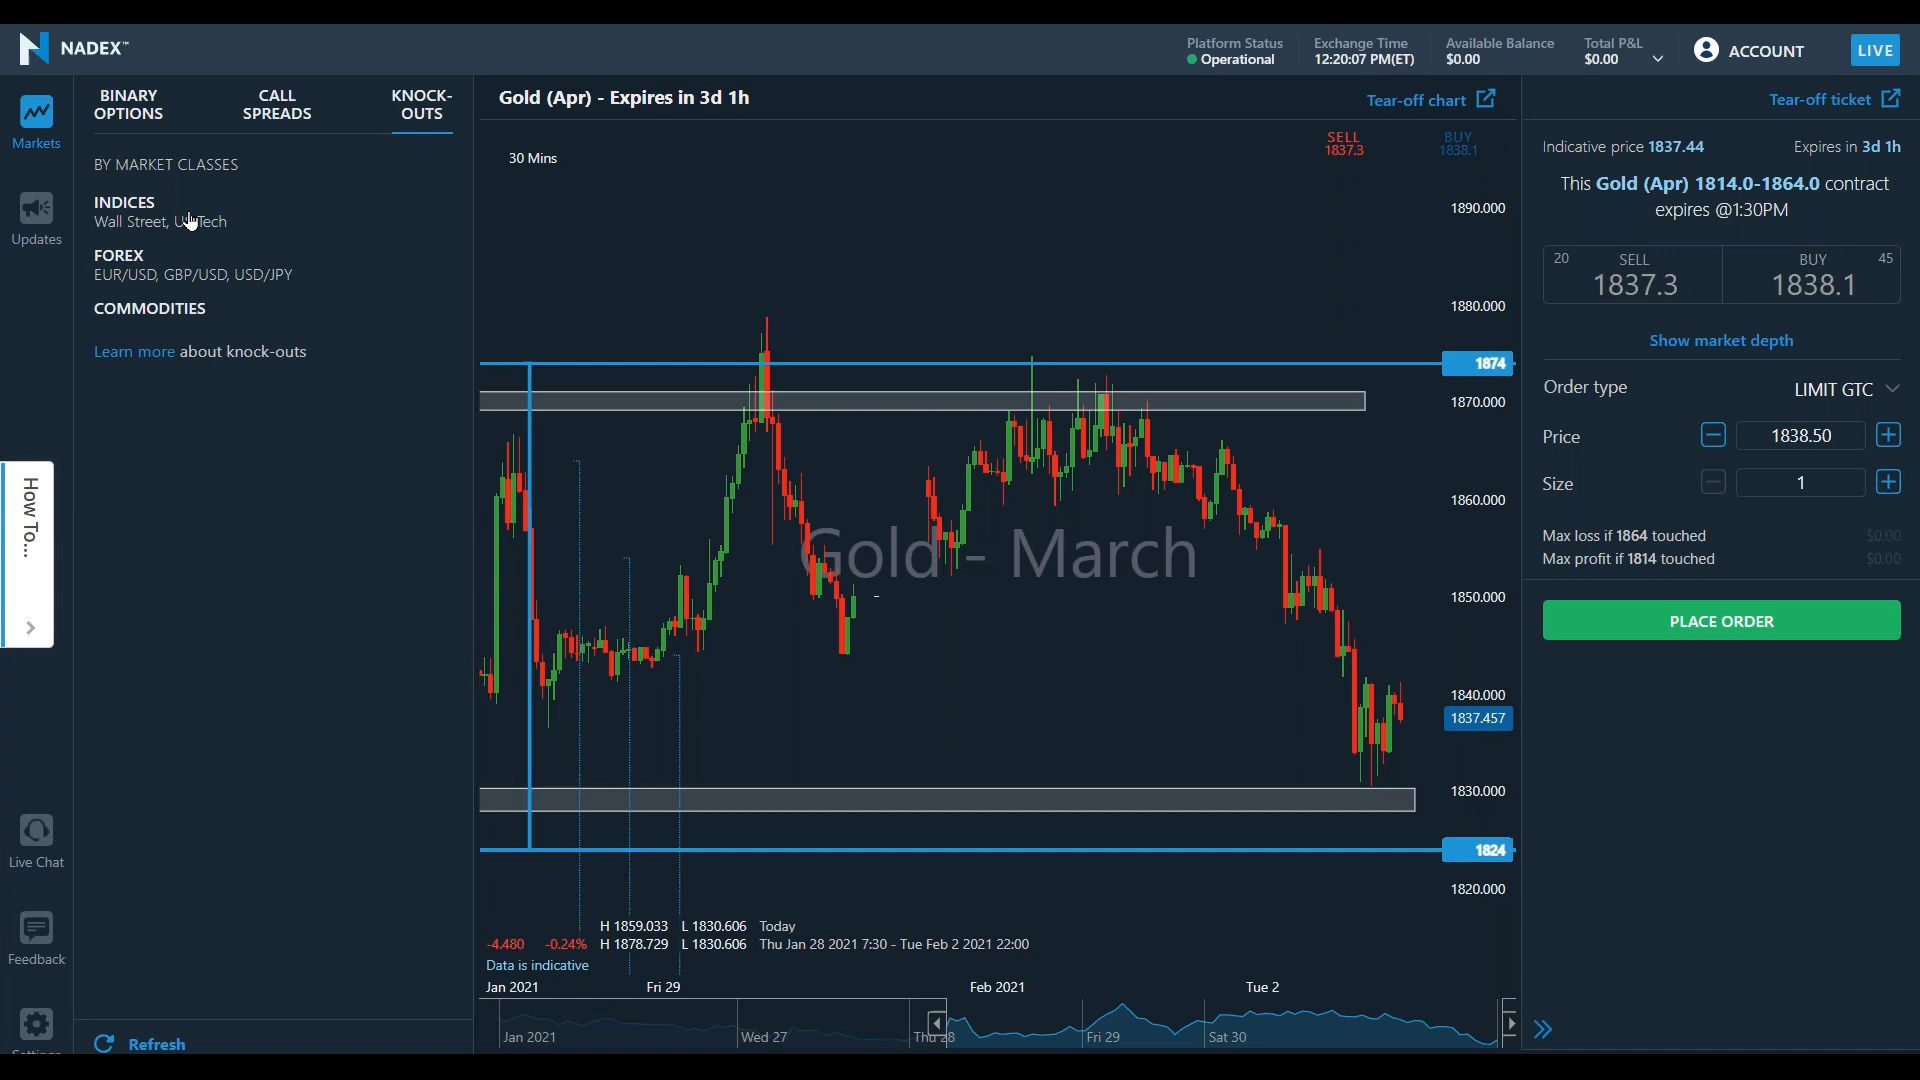 NADEX™
Platform Status
Operational
Exchange Time
12:20:07 PM(ET)
Available Balance
$0.00
Total P&L
$0.00
ACCOUNT
LIVE
Markets
Updates
How To...
Live Chat
Feedback
BINARY
OPTIONS
CALL
SPREADS
KNOCK-
OUTS
BY MARKET CLASSES
INDICES
Wall Street, US Tech
FOREX
EUR/USD, GBP/USD, USD/JPY
COMMODITIES
Learn more about knock-outs
Refresh
Gold (Apr) - Expires in 3d 1h
Tear-off chart
30 Mins
SELL
1837.3
BUY
1838.1
1890.000
1880.000
1874
1870.000
1860.000
Gold - March
1850.000
1840.000
1837.457
1830.000
1824
1820.000
H 1859.033 L 1830.606 Today
-4.480 -0.24% H 1878.729 L 1830.606 Thu Jan 28 2021 7:30 - Tue Feb 2 2021 22:00
Data is indicative
Jan 2021 Fri 29 Feb 2021 Tue 2
Jan 2021 Wed 27 Thu 28 Fri 29 Sat 30
Tear-off ticket
Indicative price 1837.44
Expires in 3d 1h
This Gold (Apr) 1814.0-1864.0 contract
expires @1:30PM
20 SELL
1837.3
BUY 45
1838.1
Show market depth
Order type LIMIT GTC
Price 1838.50
Size 1
Max loss if 1864 touched $0.00
Max profit if 1814 touched $0.00
PLACE ORDER